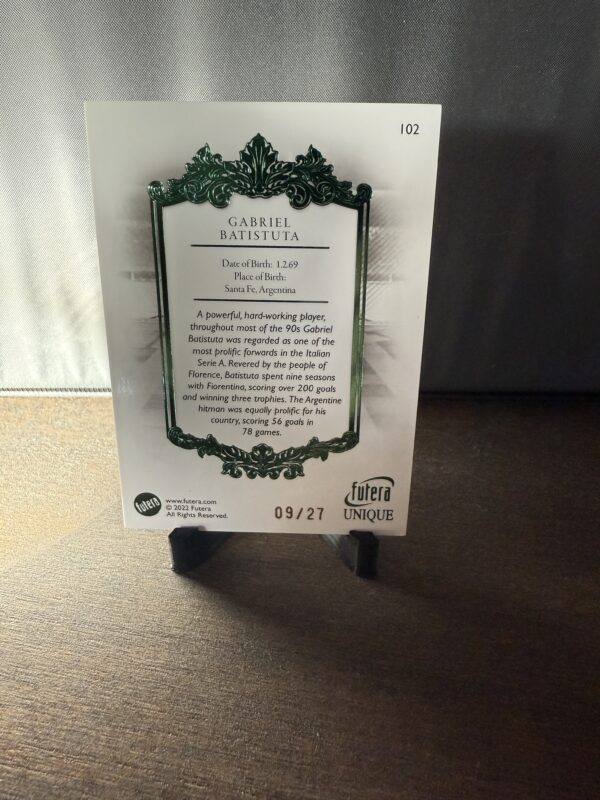 102
GABRIEL
BATISTUTA
Date of Birth: 1.2.69
Place of Birth:
Santa Fe, Argentina
A powerful, hard-working player,
throughout most of the 90s Gabriel
Batistuta was regarded as one of the
most prolific forwards in the Italian
Serie A. Revered by the people of
Florence, Batistuta spent nine seasons
with Fiorentina, scoring over 200 goals
and winning three trophies. The Argentine
hitman was equally prolific for his
country, scoring 56 goals in
78 games.
futera
www.futera.com
© 2022 Futera
All Rights Reserved.
09/27
futera
UNIQUE